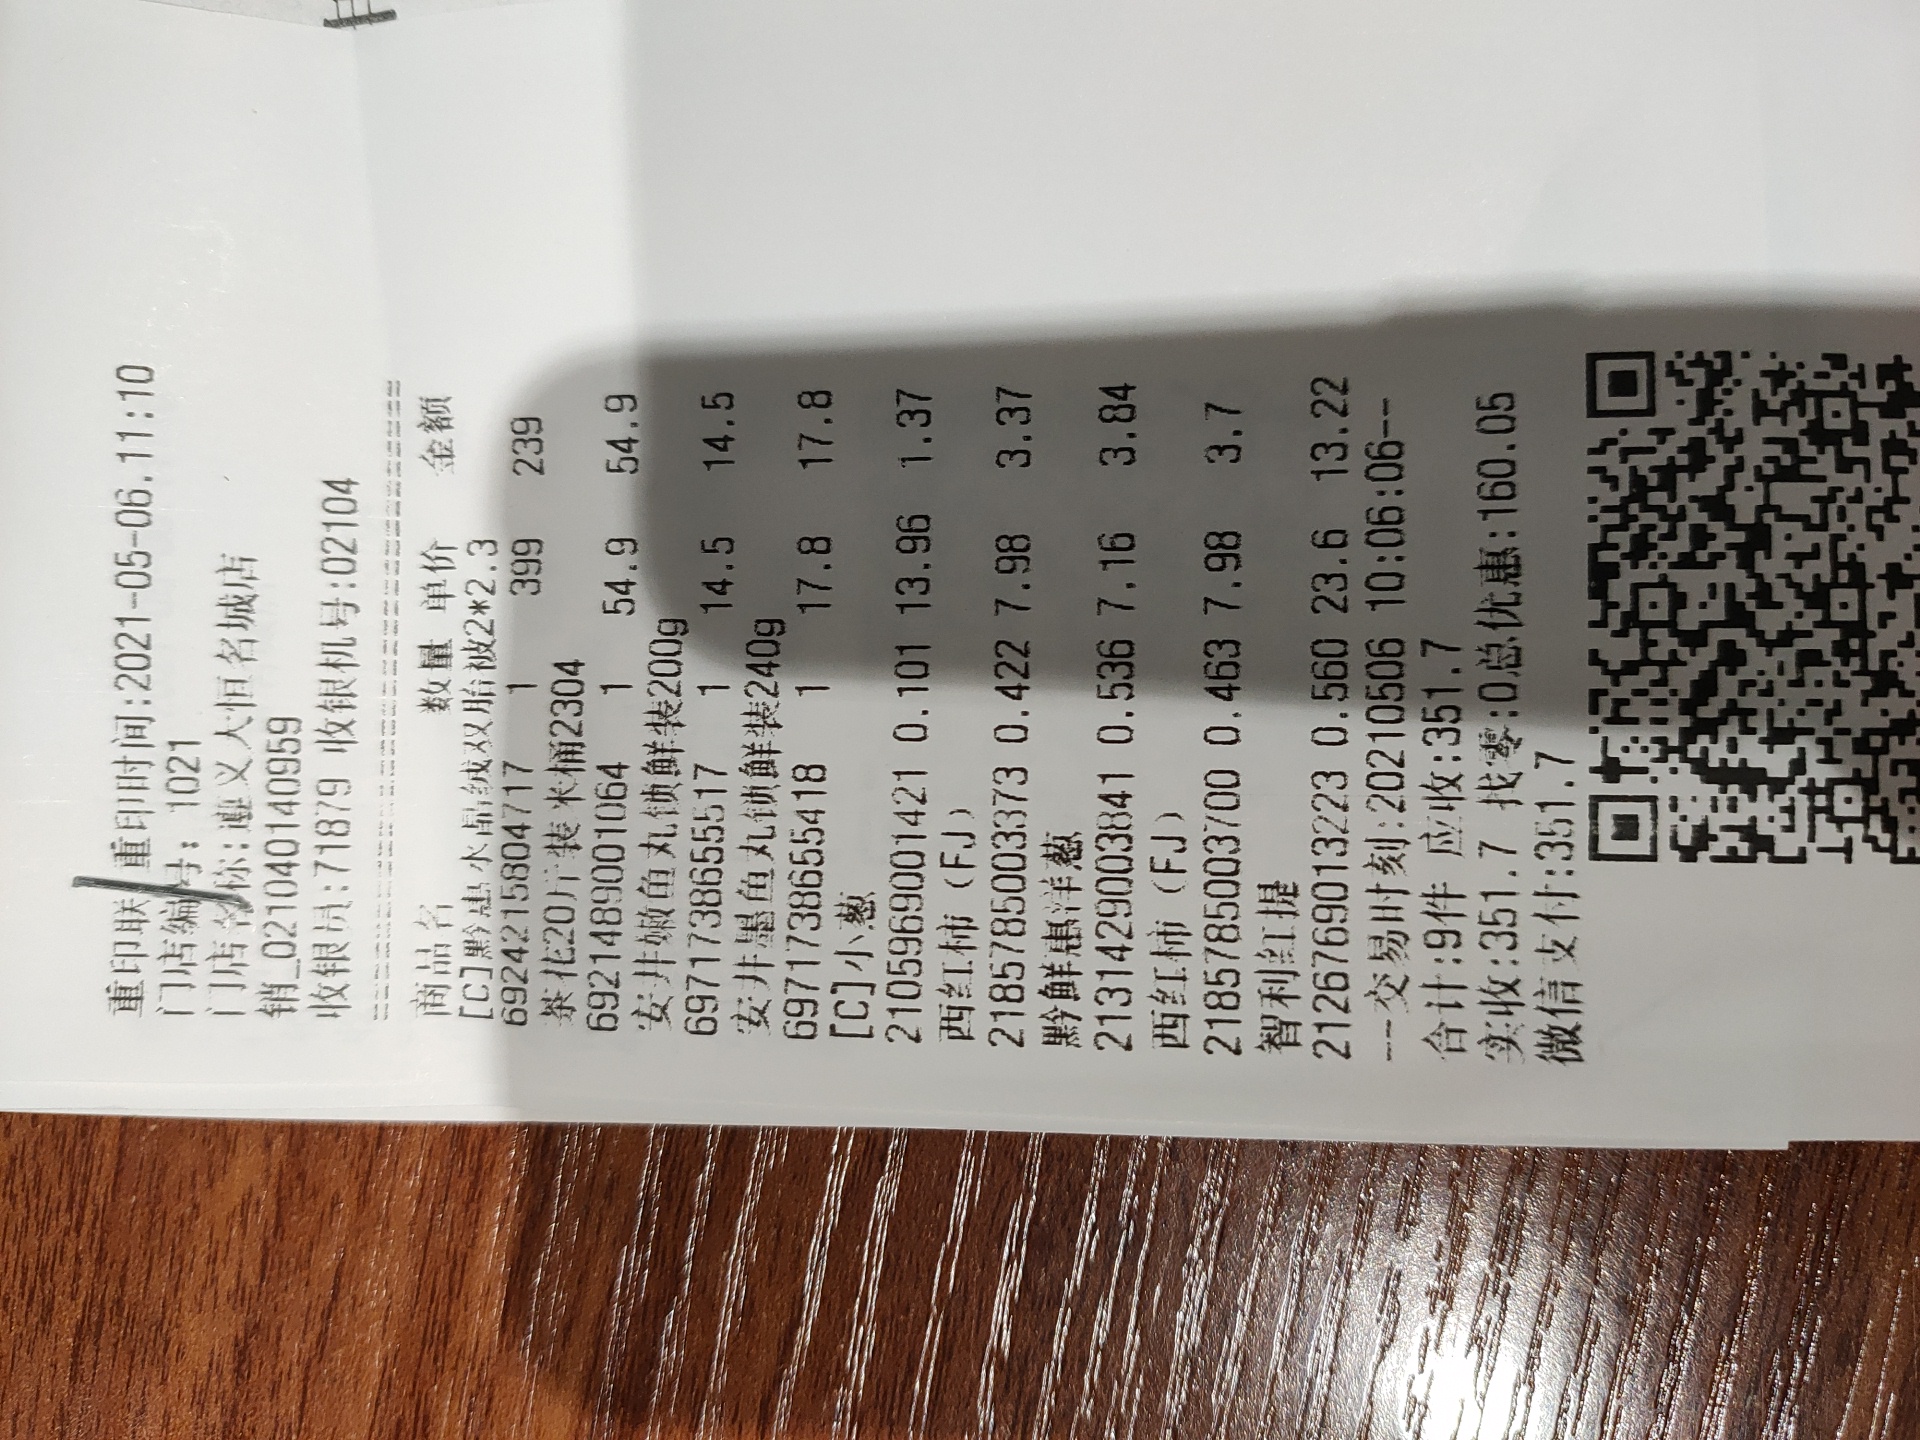 重印联 重印时间:2021-05-06.11:10
门店编号: 1021
门店名称:遵义大恒名城店
销_0210401140959
收银员:71879 收银机号:02104
商品名 数量 单价 金额
[C]黔惠水晶绒双胎被2*2.3
6924215804717 1 399 239
茶花20斤装米桶2304
6921489001064 1 54.9 54.9
安井嫩鱼丸锁鲜装200g
6971738655517 1 14.5 14.5
安井墨鱼丸锁鲜装240g
6971738655418 1 17.8 17.8
[C]小葱
2105969001421 0.101 13.96 1.37
西红柿(FJ)
2185785003373 0.422 7.98 3.37
黔鲜惠洋葱
2131429003841 0.536 7.16 3.84
西红柿(FJ)
2185785003700 0.463 7.98 3.7
智利红提
2126769013223 0.560 23.6 13.22
--交易时刻:20210506 10:06:06--
合计:9件 应收:351.7
实收:351.7 找零:0总优惠:160.05
微信支付:351.7